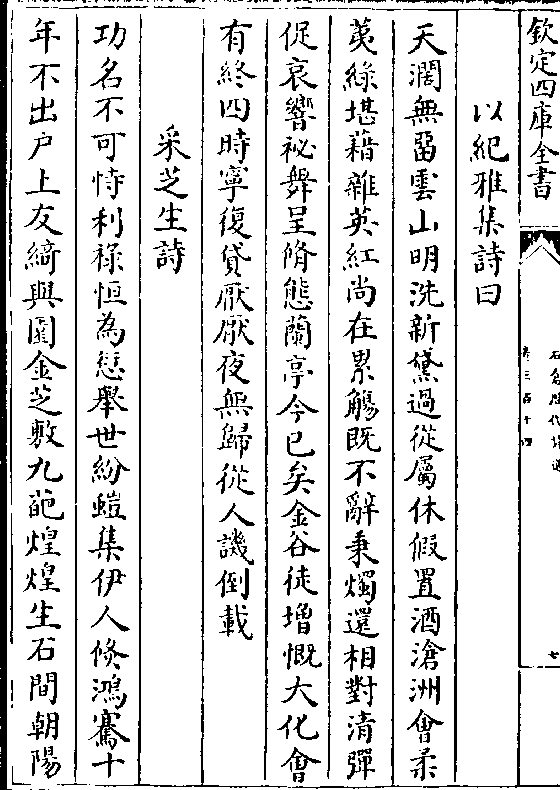 欽定四庫全書
石倉歷代詩選
卷三百十四
七
以紀雅集詩曰
天濶無畱雲山明洗新黛過從屬休假置酒滄洲㑹柔
荑緑堪藉雜英紅尚在累觴既不辭秉燭還相對清彈
促哀響祕舞呈脩態蘭亭今已矣金谷徒增慨大化㑹
有終四時寧復貸厭厭夜無歸從人譏倒載
采芝生詩
功名不可恃利祿恒為愆舉世紛螘集伊人倏鴻騫十
年不出户上友綺與園金芝敷九葩煌煌生石間朝陽